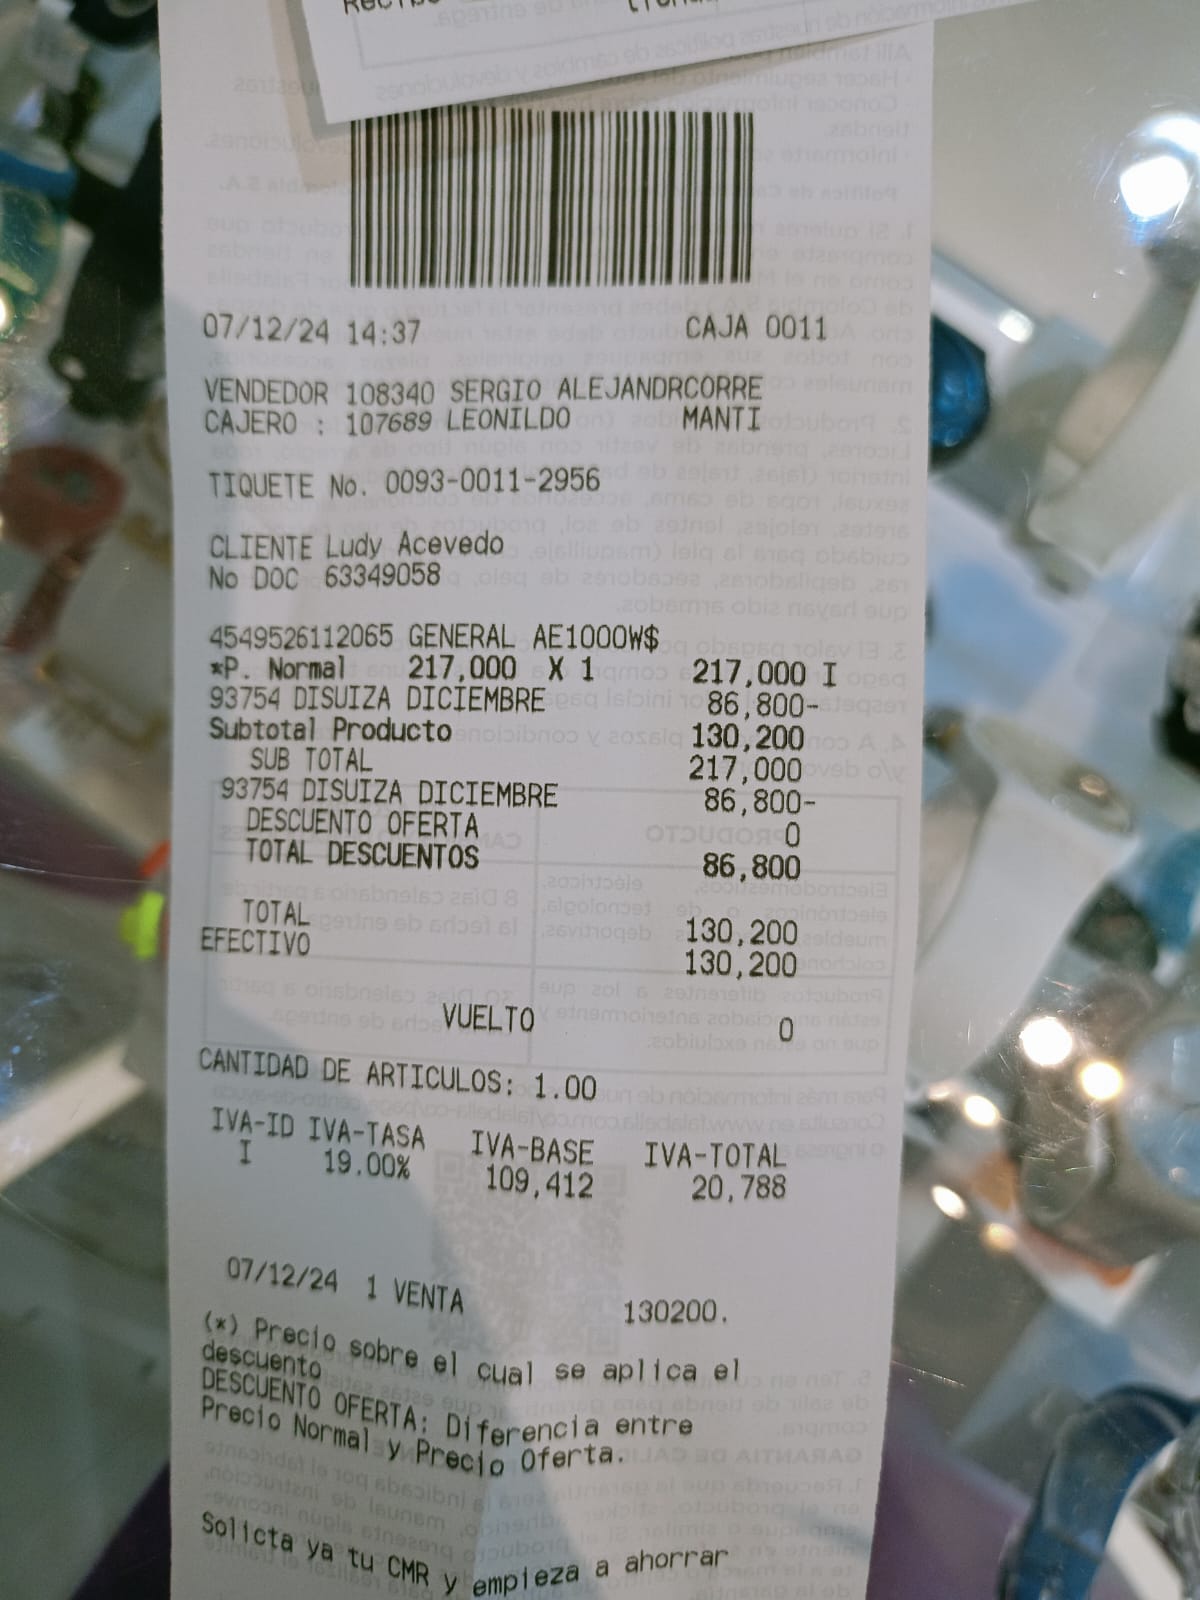 07/12/24 14:37 CAJA 0011
VENDEDOR 108340 SERGIO ALEJANDRCORRE
CAJERO : 107689 LEONILDO MANTI
TIQUETE No. 0093-0011-2956
CLIENTE Ludy Acevedo
No DOC 63349058
4549526112065 GENERAL AE1000W$
*P. Normal 217,000 X 1 217,000 I
93754 DISUIZA DICIEMBRE 86,800-
Subtotal Producto 130,200
SUB TOTAL 217,000
93754 DISUIZA DICIEMBRE 86,800-
DESCUENTO OFERTA 0
TOTAL DESCUENTOS 86,800
TOTAL 130,200
EFECTIVO 130,200
VUELTO 0
CANTIDAD DE ARTICULOS: 1.00
IVA-ID IVA-TASA IVA-BASE IVA-TOTAL
I 19.00% 109,412 20,788
07/12/24 1 VENTA 130200.
(*) Precio sobre el cual se aplica el
descuento
DESCUENTO OFERTA: Diferencia entre
Precio Normal y Precio Oferta.
Solicta ya tu CMR y empieza a ahorrar